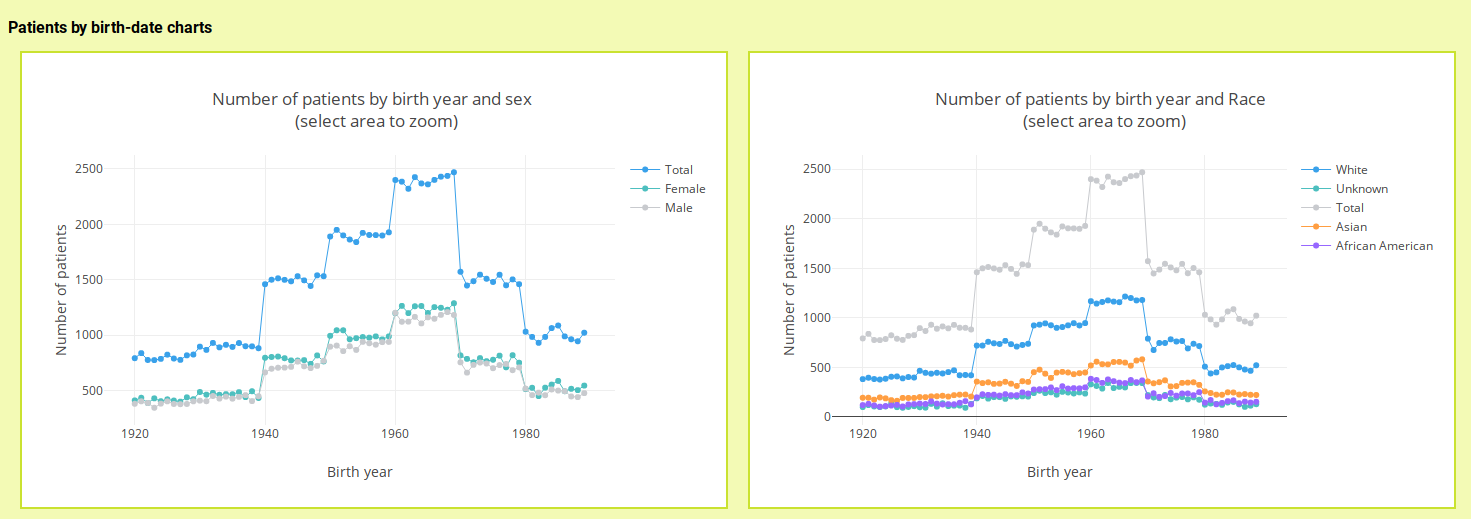 Patients by birth-date charts
Number of patients by birth year and sex
(select area to zoom)
2500
2000
1500
1000
500
1920
1940
1960
1980
Number of patients
Birth year
Total
Female
Male
Number of patients by birth year and Race
(select area to zoom)
2500
2000
1500
1000
500
0
1920
1940
1960
1980
Number of patients
Birth year
White
Unknown
Total
Asian
African American